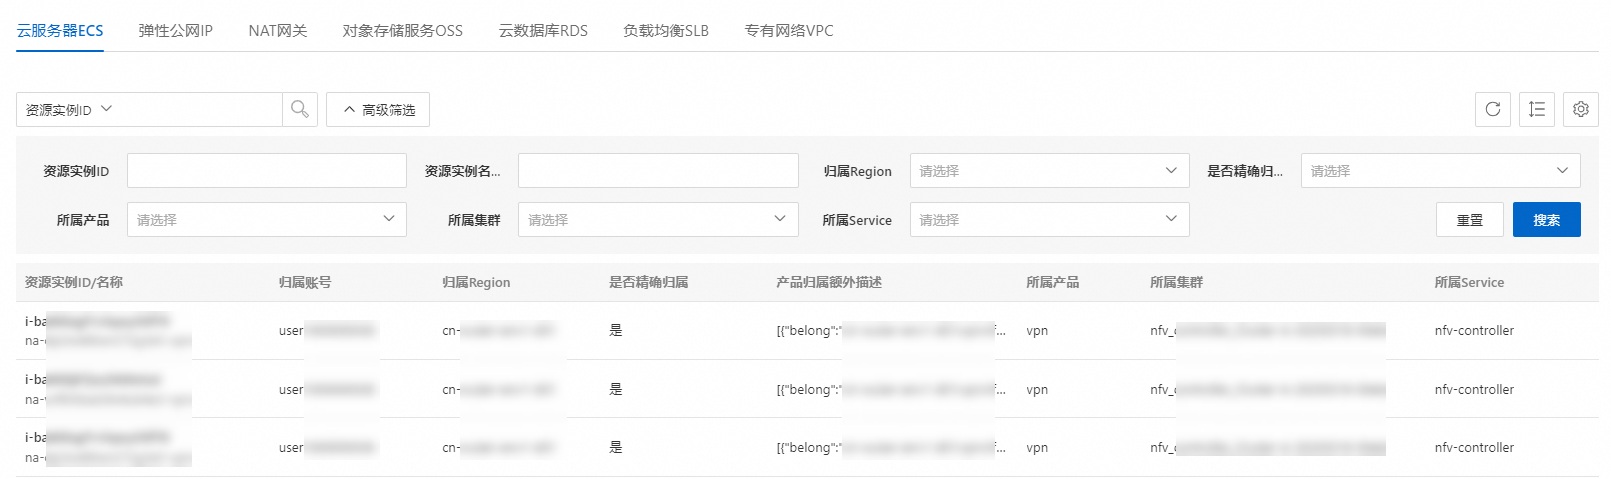 云服务器ECS 弹性公网IP NAT网关 对象存储服务OSS 云数据库RDS 负载均衡SLB 专有网络VPC
资源实例ID 高级筛选
资源实例ID 资源实例名... 归属Region 请选择 是否精确归... 请选择
所属产品 请选择 所属集群 请选择 所属Service 请选择 重置 搜索
资源实例ID/名称 归属账号 归属Region 是否精确归属 产品归属额外描述 所属产品 所属集群 所属Service
i-ba
user cn- 是 [{"belong":" f... vpn nfv_ nfv-controller
na-
i-ba
user cn- 是 [{"belong":" ... vpn nfv_ nfv-controller
na-
i-ba
user cn- 是 [{"belong":" f... vpn nfv_ nfv-controller
na-